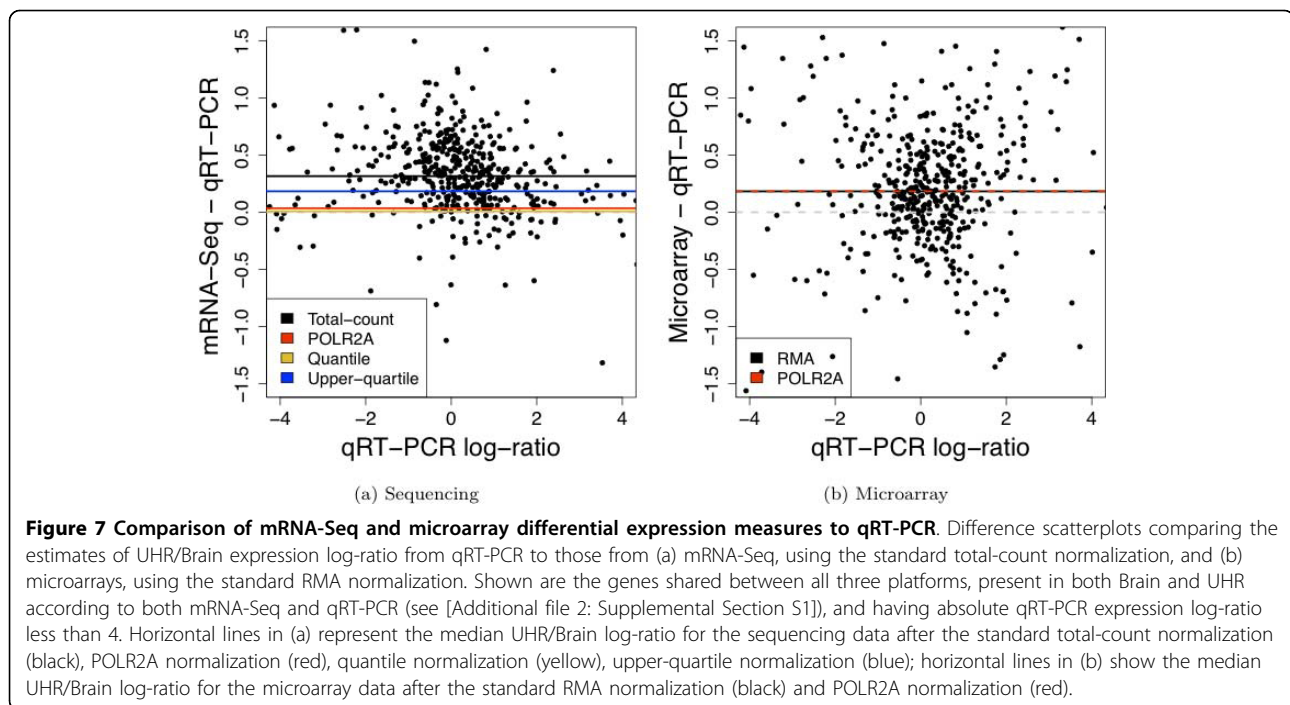 mRNA−Seq − qRT−PCR
1.5
1.0
0.5
0.0
−0.5
−1.0
−1.5
Total−count
POLR2A
Quantile
Upper−quartile
−4 −2 0 2 4
qRT−PCR log−ratio
(a) Sequencing
Microarray − qRT−PCR
1.5
1.0
0.5
0.0
−0.5
−1.0
−1.5
RMA
POLR2A
−4 −2 0 2 4
qRT−PCR log−ratio
(b) Microarray
Figure 7 Comparison of mRNA-Seq and microarray differential expression measures to qRT-PCR. Difference scatterplots comparing the
estimates of UHR/Brain expression log-ratio from qRT-PCR to those from (a) mRNA-Seq, using the standard total-count normalization, and (b)
microarrays, using the standard RMA normalization. Shown are the genes shared between all three platforms, present in both Brain and UHR
according to both mRNA-Seq and qRT-PCR (see [Additional file 2: Supplemental Section S1]), and having absolute qRT-PCR expression log-ratio
less than 4. Horizontal lines in (a) represent the median UHR/Brain log-ratio for the sequencing data after the standard total-count normalization
(black), POLR2A normalization (red), quantile normalization (yellow), upper-quartile normalization (blue); horizontal lines in (b) show the median
UHR/Brain log-ratio for the microarray data after the standard RMA normalization (black) and POLR2A normalization (red).